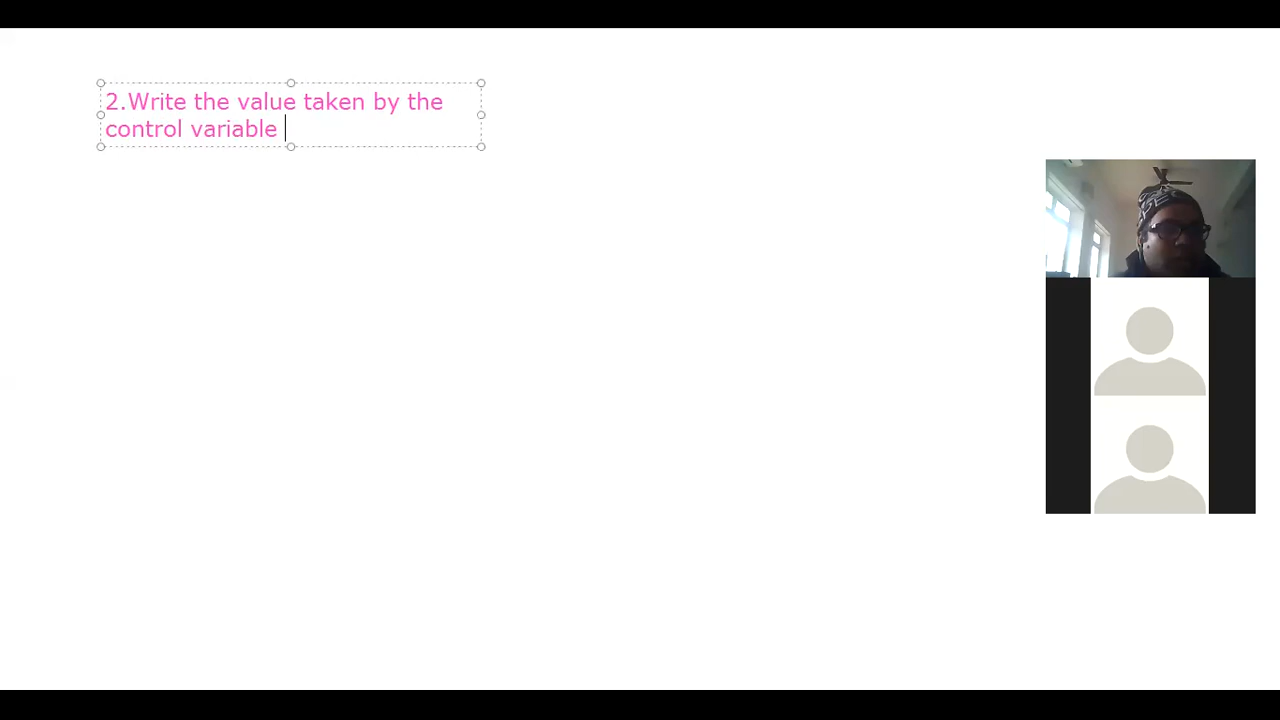 2.Write the value taken by the
control variable